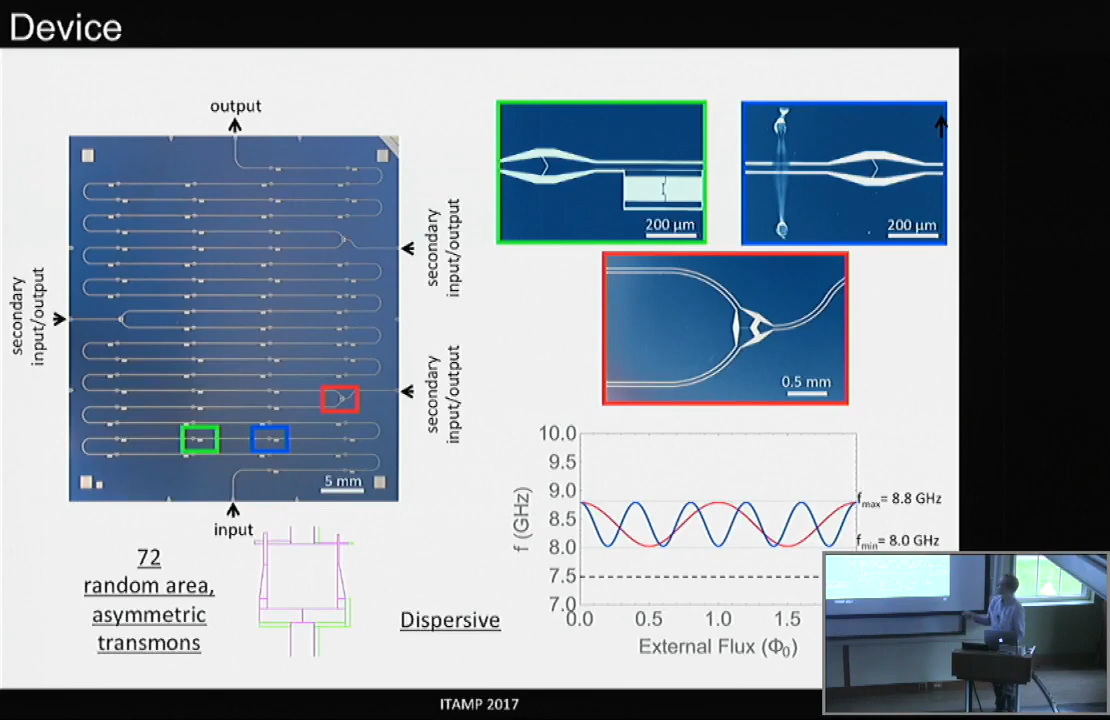 Device
output
secondary
input/output
secondary
input/output
secondary
input/output
5 mm
input
200 µm
200 µm
0.5 mm
72
random area,
asymmetric
transmons
Dispersive
10.0
9.5
9.0
8.5
8.0
7.5
7.0
f (GHz)
fmax= 8.8 GHz
fmin= 8.0 GHz
0.0
0.5
1.0
1.5
External Flux (Φ0)
ITAMP 2017